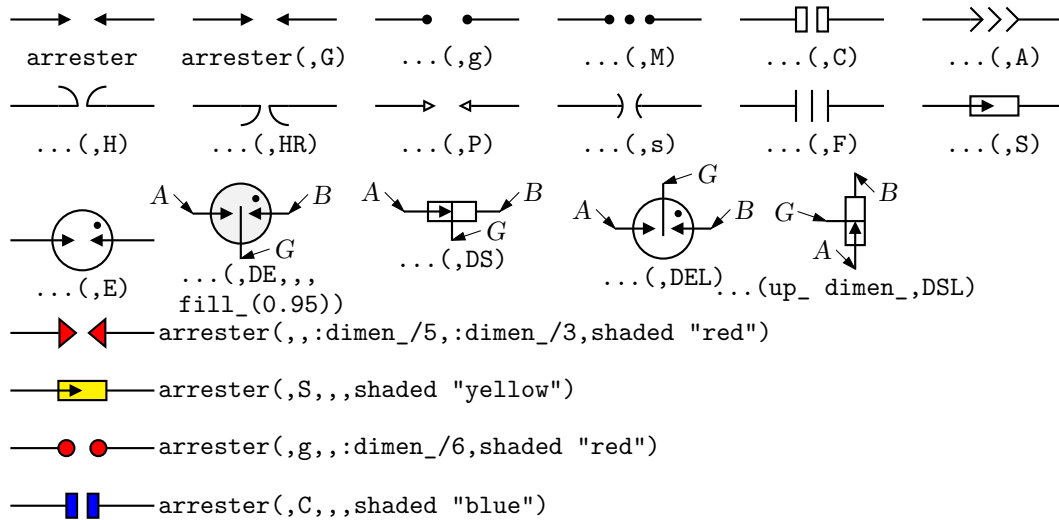 arrester arrester(,G) ...(,g) ...(,M) ...(,C) ...(,A)
...(,H) ...(,HR) ...(,P) ...(,s) ...(,F) ...(,S)
A B G
...(,E)
...(,DE,,,
fill_(0.95))
A B G
...(,DS)
G A B
...(,DEL)
B G A
...(up_ dimen_,DSL)
arrester(,,:dimen_/5,:dimen_/3,shaded "red")
arrester(,S,,,shaded "yellow")
arrester(,g,,:dimen_/6,shaded "red")
arrester(,C,,,shaded "blue")